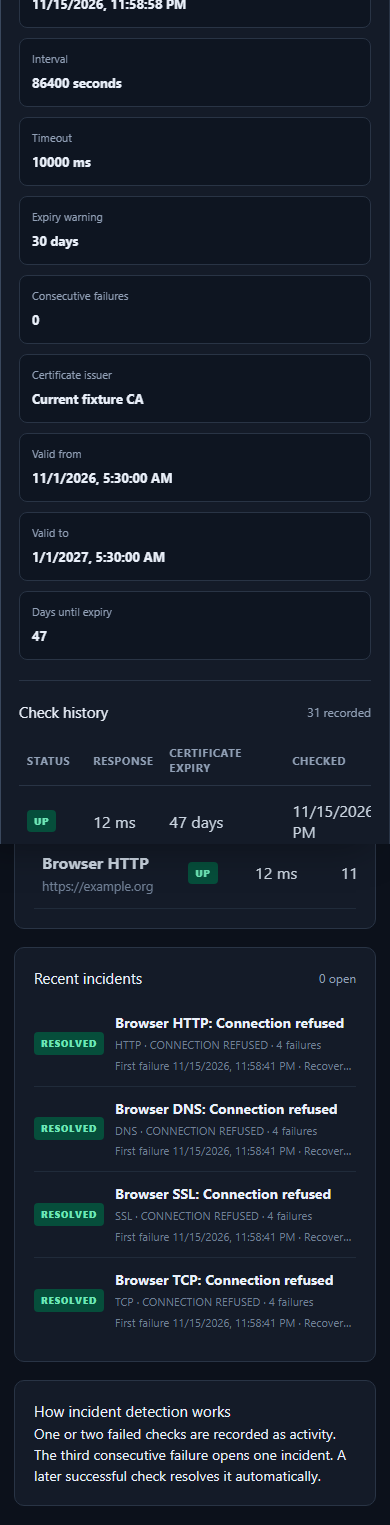 11/15/2026, 11:58:58 PM
Interval
86400 seconds
Timeout
10000 ms
Expiry warning
30 days
Consecutive failures
0
Certificate issuer
Current fixture CA
Valid from
11/1/2026, 5:30:00 AM
Valid to
1/1/2027, 5:30:00 AM
Days until expiry
47
Check history 31 recorded
STATUS RESPONSE CERTIFICATE EXPIRY CHECKED
UP 12 ms 47 days 11/15/2026 PM
Browser HTTP UP 12 ms 11
https://example.org
Recent incidents 0 open
RESOLVED
Browser HTTP: Connection refused
HTTP · CONNECTION REFUSED · 4 failures
First failure 11/15/2026, 11:58:41 PM · Recover...
RESOLVED
Browser DNS: Connection refused
DNS · CONNECTION REFUSED · 4 failures
First failure 11/15/2026, 11:58:41 PM · Recover...
RESOLVED
Browser SSL: Connection refused
SSL · CONNECTION REFUSED · 4 failures
First failure 11/15/2026, 11:58:41 PM · Recover...
RESOLVED
Browser TCP: Connection refused
TCP · CONNECTION REFUSED · 4 failures
First failure 11/15/2026, 11:58:41 PM · Recover...
How incident detection works
One or two failed checks are recorded as activity.
The third consecutive failure opens one incident. A
later successful check resolves it automatically.